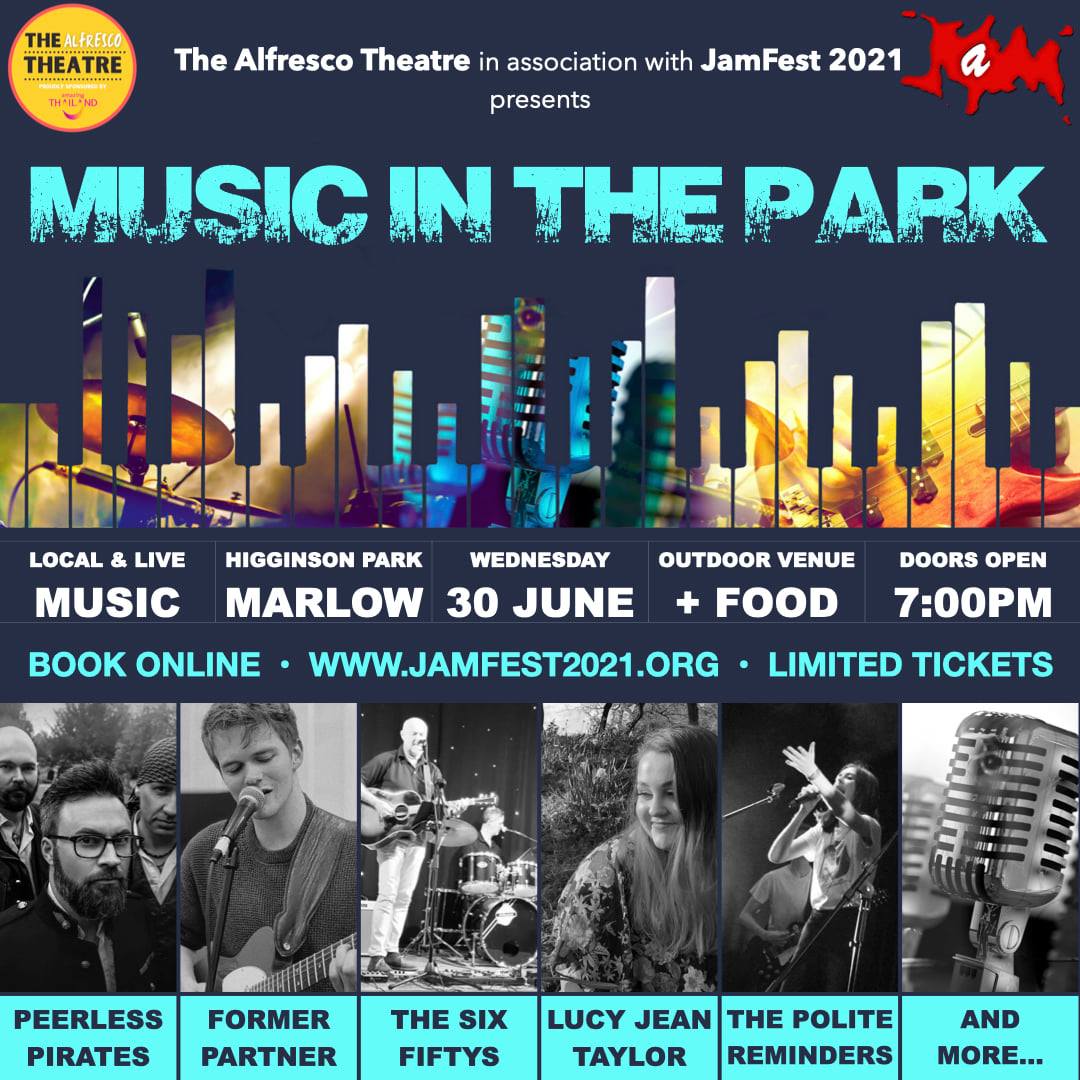 THE ALFRESCO
THEATRE
PROUDLY SPONSORED BY
amazing
THAILAND
The Alfresco Theatre in association with JamFest 2021
presents
JaM
MUSIC IN THE PARK
LOCAL & LIVE
MUSIC
HIGGINSON PARK
MARLOW
WEDNESDAY
30 JUNE
OUTDOOR VENUE
+ FOOD
DOORS OPEN
7:00PM
BOOK ONLINE • WWW.JAMFEST2021.ORG • LIMITED TICKETS
PEERLESS
PIRATES
FORMER
PARTNER
THE SIX
FIFTYS
LUCY JEAN
TAYLOR
THE POLITE
REMINDERS
AND
MORE...